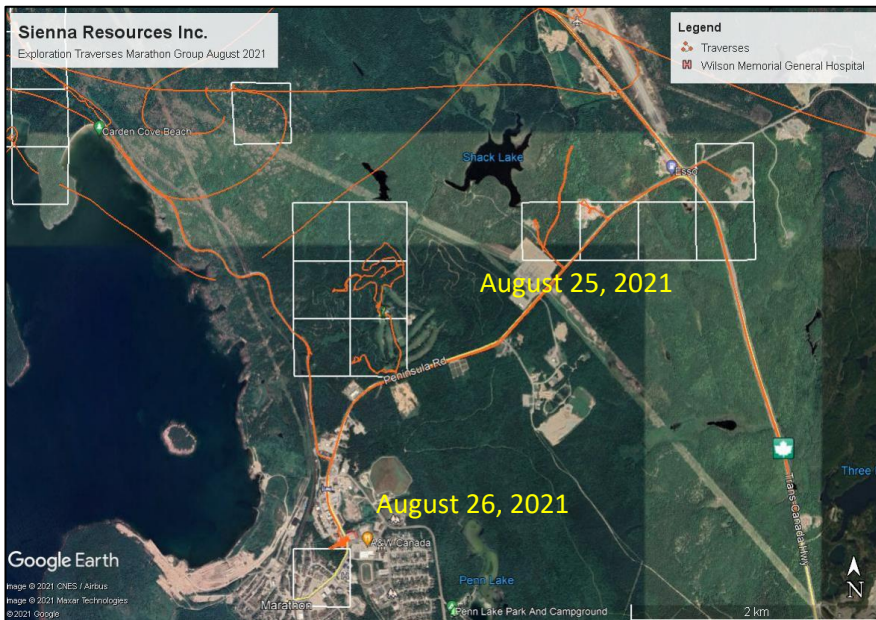 Sienna Resources Inc.
Exploration Traverses Marathon Group August 2021
Legend
Traverses
H Wilson Memorial General Hospital
Carden Cove Beach
Shack Lake
Esso
August 25, 2021
Peninsula Rd
Trans-Canada Hwy
Three
August 26, 2021
A&W Canada
Google Earth
Image © 2021 CNES / Airbus
Image © 2021 Maxar Technologies
© 2021 Google
Marathon
Penn Lake
Penn Lake Park And Campground
2 km
N